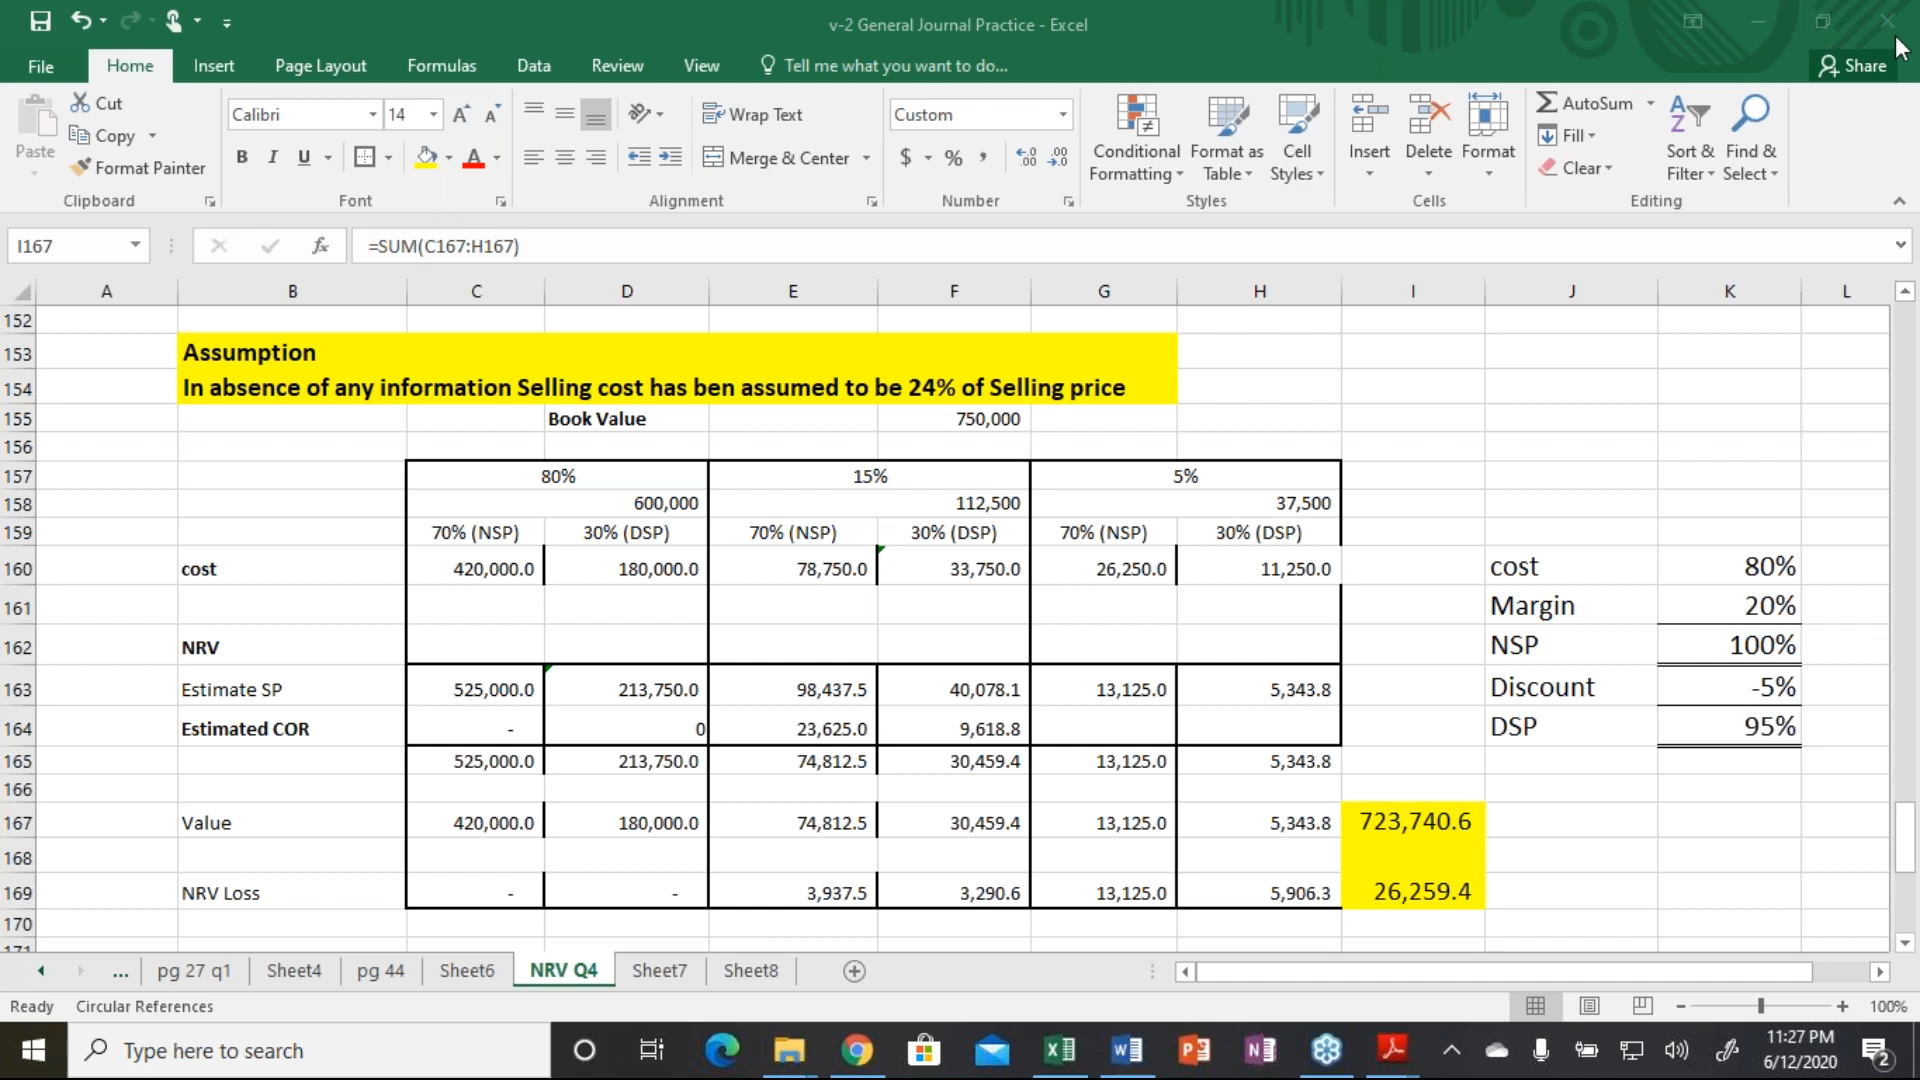 v-2 General Journal Practice - Excel
File Home Insert Page Layout Formulas Data Review View Tell me what you want to do... Share
Paste Cut Copy Format Painter
Calibri 14
B I U A
Wrap Text
Merge & Center
Custom
$ %
Conditional Formatting Format as Table Cell Styles
Insert Delete Format
AutoSum
Fill
Clear
Sort & Filter Find & Select
Clipboard Font Alignment Number Styles Cells Editing
I167 fx =SUM(C167:H167)
A B C D E F G H I J K L
152
153 Assumption
154 In absence of any information Selling cost has ben assumed to be 24% of Selling price
155 Book Value 750,000
156
157 80% 15% 5%
158 600,000 112,500 37,500
159 70% (NSP) 30% (DSP) 70% (NSP) 30% (DSP) 70% (NSP) 30% (DSP)
160 cost 420,000.0 180,000.0 78,750.0 33,750.0 26,250.0 11,250.0 cost 80%
161 Margin 20%
162 NRV NSP 100%
163 Estimate SP 525,000.0 213,750.0 98,437.5 40,078.1 13,125.0 5,343.8 Discount -5%
164 Estimated COR - 0 23,625.0 9,618.8 DSP 95%
165 525,000.0 213,750.0 74,812.5 30,459.4 13,125.0 5,343.8
166
167 Value 420,000.0 180,000.0 74,812.5 30,459.4 13,125.0 5,343.8 723,740.6
168
169 NRV Loss - - 3,937.5 3,290.6 13,125.0 5,906.3 26,259.4
170
171
... pg 27 q1 Sheet4 pg 44 Sheet6 NRV Q4 Sheet7 Sheet8
Ready Circular References 100%
Type here to search
11:27 PM
6/12/2020
2